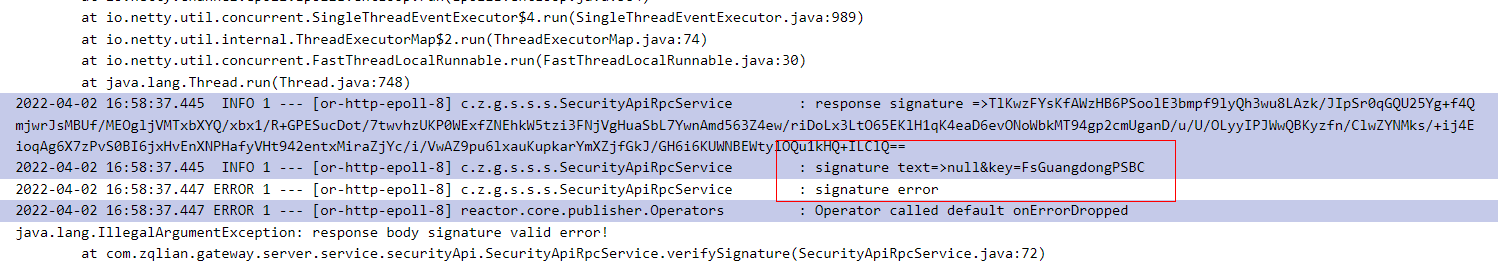 at io.netty.util.concurrent.SingleThreadEventExecutor$4.run(SingleThreadEventExecutor.java:989)
at io.netty.util.internal.ThreadExecutorMap$2.run(ThreadExecutorMap.java:74)
at io.netty.util.concurrent.FastThreadLocalRunnable.run(FastThreadLocalRunnable.java:30)
at java.lang.Thread.run(Thread.java:748)
2022-04-02 16:58:37.445  INFO 1 --- [or-http-epoll-8] c.z.g.s.s.s.SecurityApiRpcService        : response signature =>TlKwzFYsKfAWzHB6PSoolE3bmpf9lyQh3wu8LAzk/JIpSr0qGQU25Yg+f4Q
mjwrJsMBUf/MEOgljVMTxbXYQ/xbx1/R+GPESucDot/7twvhzUKP0WExfZNEhkW5tzi3FNjVgHuaSbL7YwnAmd563Z4ew/riDoLx3LtO65EKlH1qK4eaD6evONoWbkMT94gp2cmUganD/u/U/OLyyIPJWwQBKyzfn/ClwZYNMks/+ij4E
ioqAg6X7zPvS0BI6jxHvEnXNPHafyVHt942entxMiraZjYc/i/VwAZ9pu6lxauKupkarYmXZjfGkJ/GH6i6KUWNBEWtylOQu1kHQ+ILClQ==
2022-04-02 16:58:37.445  INFO 1 --- [or-http-epoll-8] c.z.g.s.s.s.SecurityApiRpcService        : signature text=>null&key=FsGuangdongPSBC
2022-04-02 16:58:37.447 ERROR 1 --- [or-http-epoll-8] c.z.g.s.s.s.SecurityApiRpcService        : signature error
2022-04-02 16:58:37.447 ERROR 1 --- [or-http-epoll-8] reactor.core.publisher.Operators         : Operator called default onErrorDropped
java.lang.IllegalArgumentException: response body signature valid error!
at com.zqlian.gateway.server.service.securityApi.SecurityApiRpcService.verifySignature(SecurityApiRpcService.java:72)